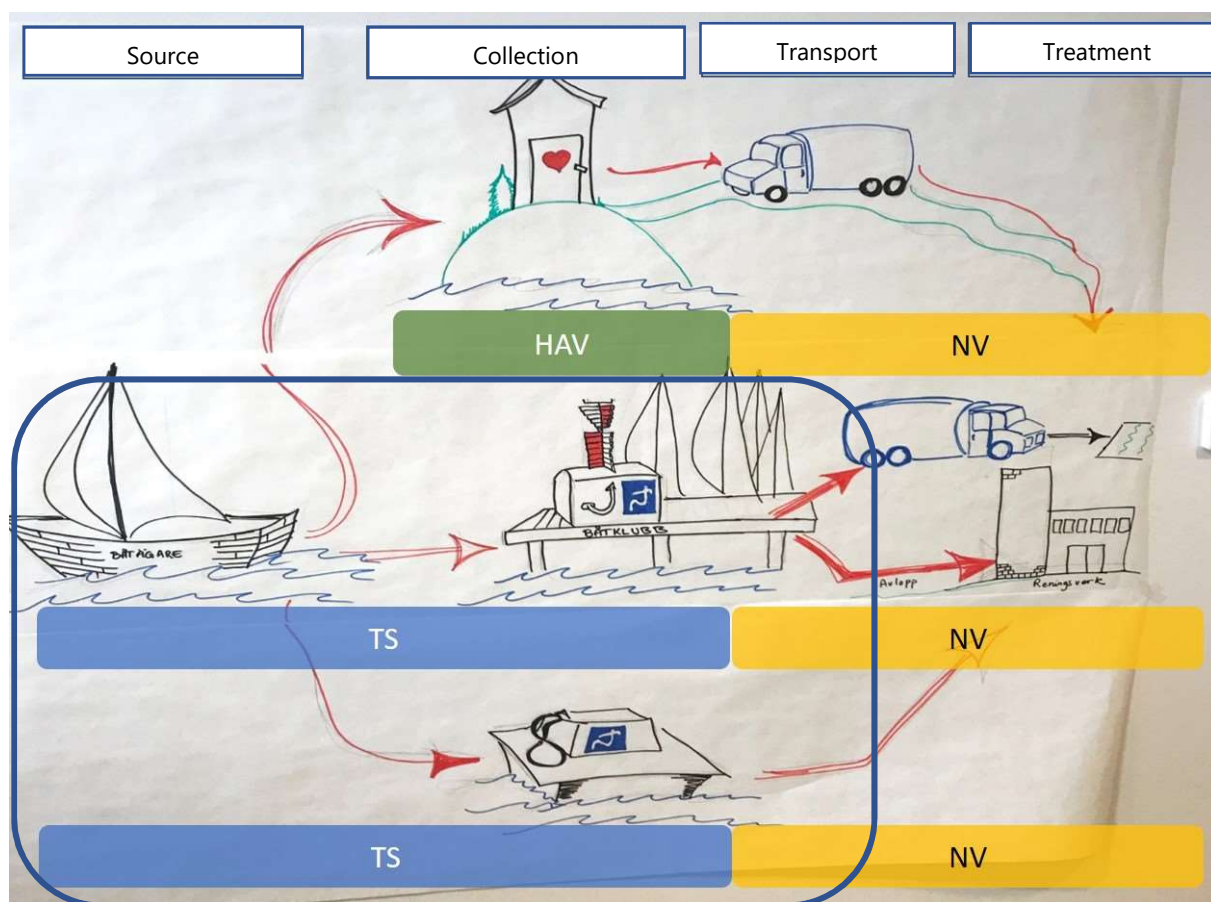 Source
Collection
Transport
Treatment
HAV
NV
BÅTÄGARE
BÅTKLUBB
Avlopp
Reningsverk
TS
NV
TS
NV